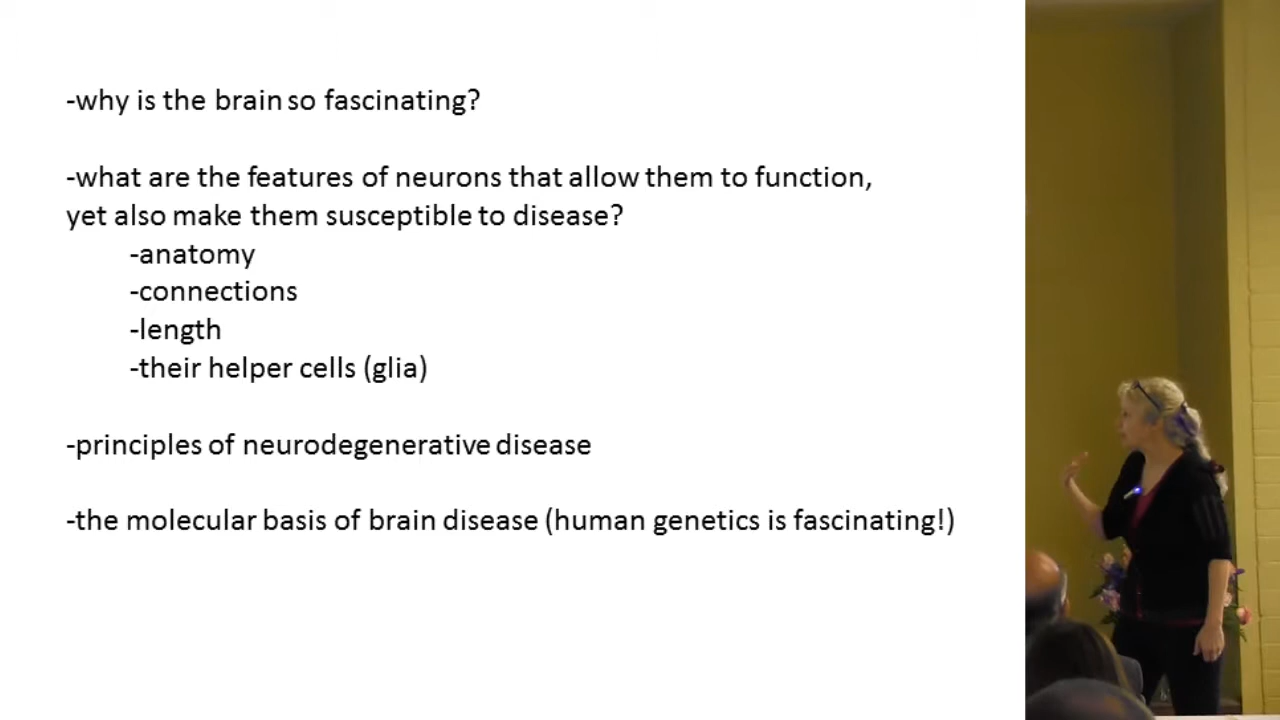 -why is the brain so fascinating?
-what are the features of neurons that allow them to function,
yet also make them susceptible to disease?
-anatomy
-connections
-length
-their helper cells (glia)
-principles of neurodegenerative disease
-the molecular basis of brain disease (human genetics is fascinating!)